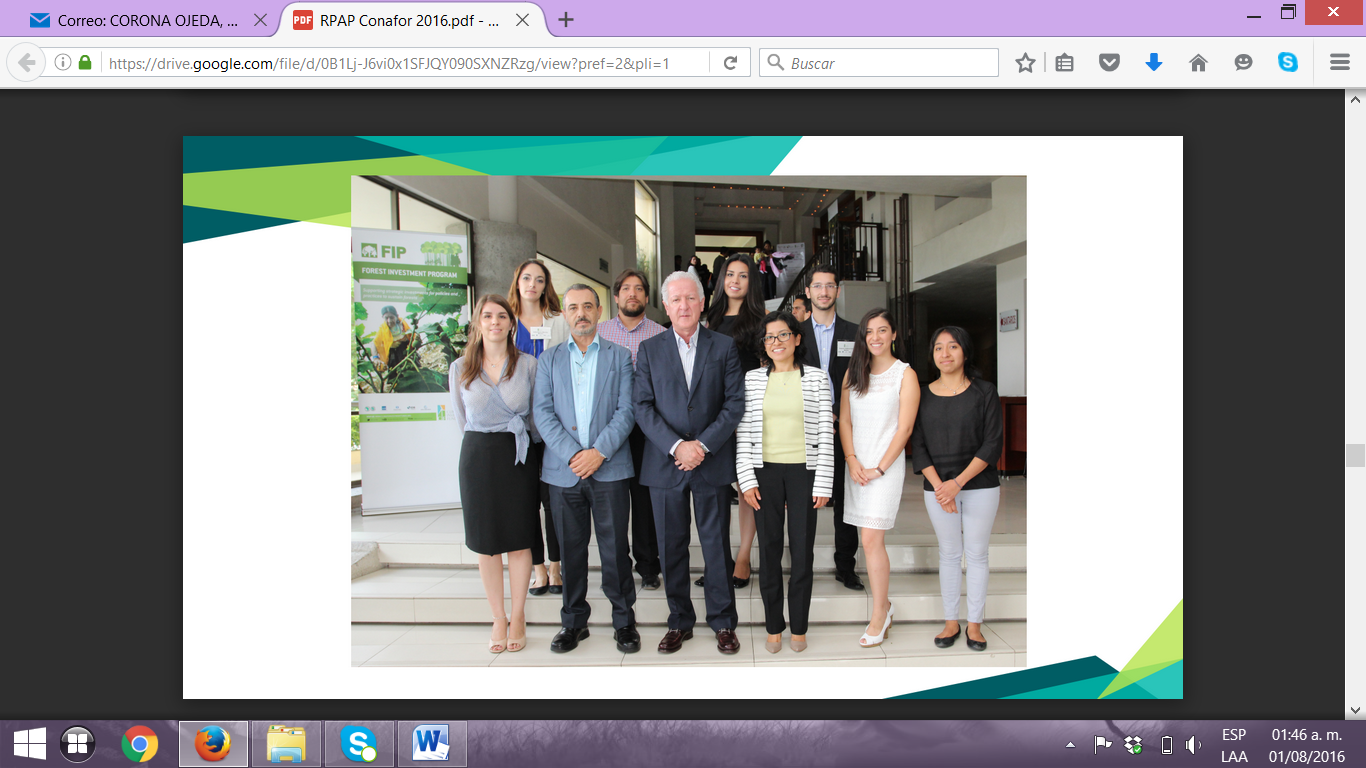 Correo: CORONA OJEDA, ...
RPAP Conafor 2016.pdf - ...
https://drive.google.com/file/d/0B1Lj-J6vi0x1SFJQY090SXNZRzg/view?pref=2&pli=1
Buscar
FIP
FOREST INVESTMENT PROGRAM
ESP
LAA
01:46 a. m.
01/08/2016